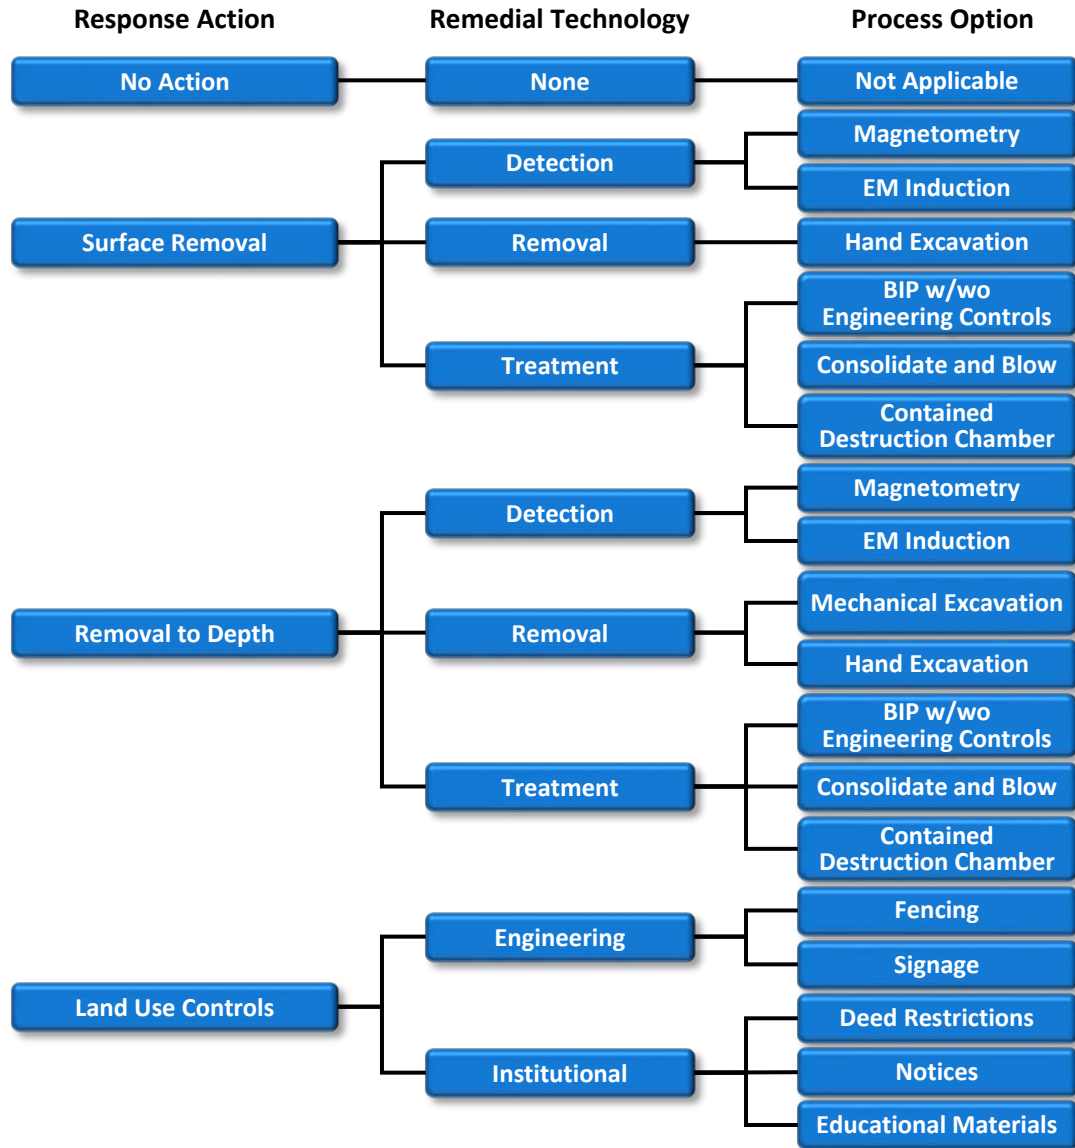 Response Action
Remedial Technology
Process Option
No Action
None
Not Applicable
Surface Removal
Detection
Magnetometry
EM Induction
Removal
Hand Excavation
Treatment
BIP w/wo
Engineering Controls
Consolidate and Blow
Contained
Destruction Chamber
Removal to Depth
Detection
Magnetometry
EM Induction
Removal
Mechanical Excavation
Hand Excavation
Treatment
BIP w/wo
Engineering Controls
Consolidate and Blow
Contained
Destruction Chamber
Land Use Controls
Engineering
Fencing
Signage
Institutional
Deed Restrictions
Notices
Educational Materials